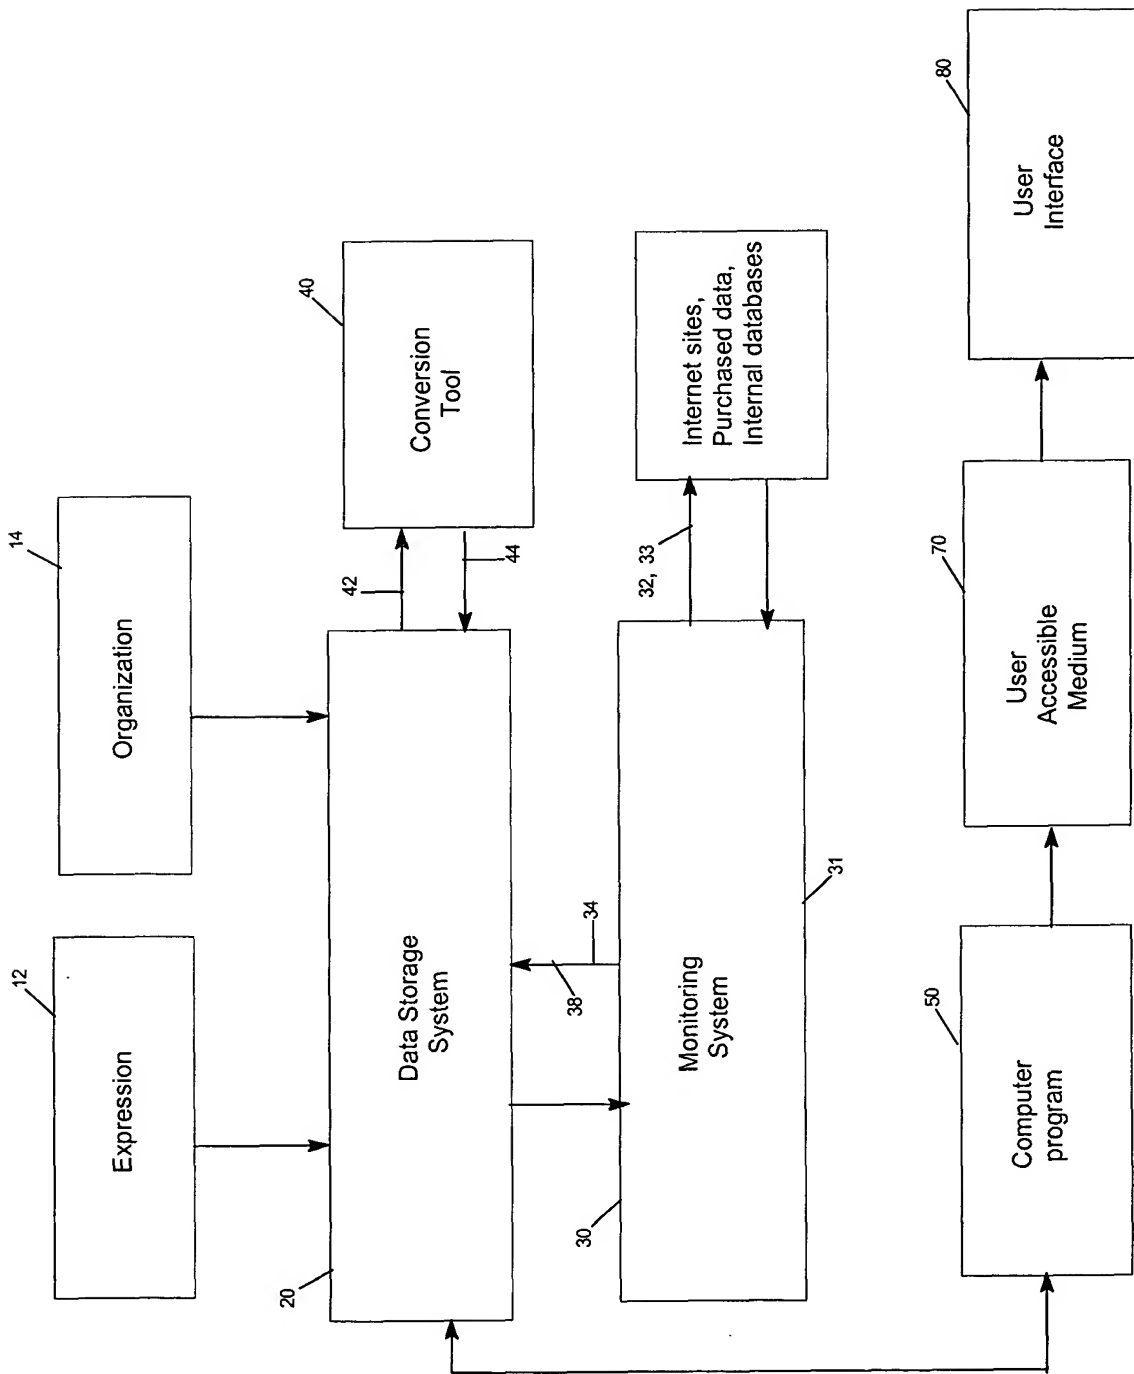 12
Expression
14
Organization
20
Data Storage
System
42
44
40
Conversion
Tool
38
34
30
Monitoring
System
31
32, 33
Internet sites,
Purchased data,
Internal databases
50
Computer
program
70
User
Accessible
Medium
80
User
Interface